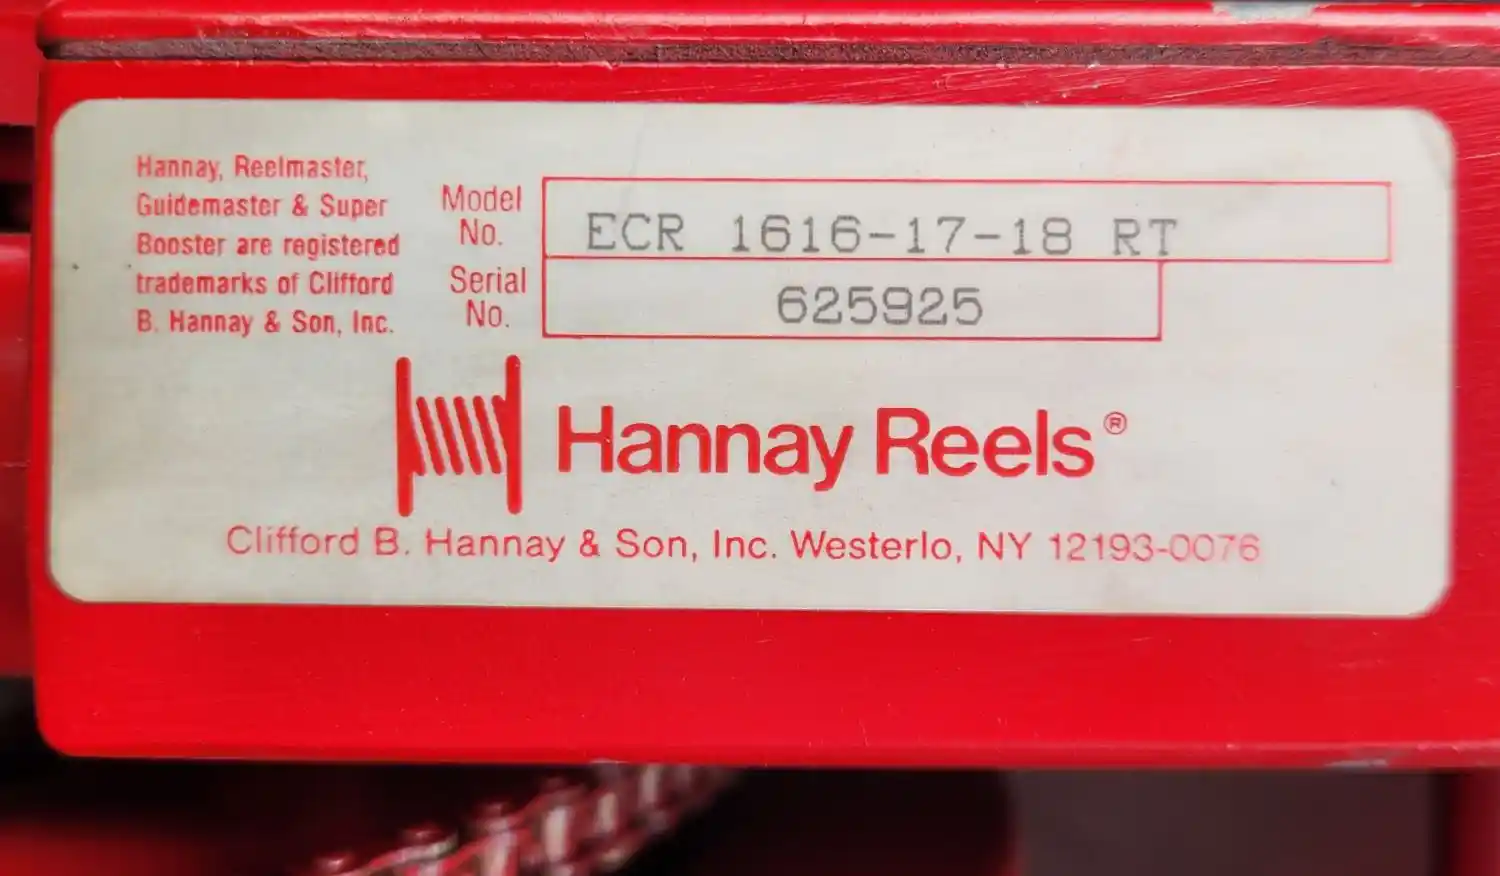 Hannay, Reelmaster,
Guidemaster & Super
Booster are registered
trademarks of Clifford
B. Hannay & Son, Inc.
Model
No.
ECR 1616-17-18 RT
Serial
No.
625925
Hannay Reels®
Clifford B. Hannay & Son, Inc. Westerlo, NY 12193-0076